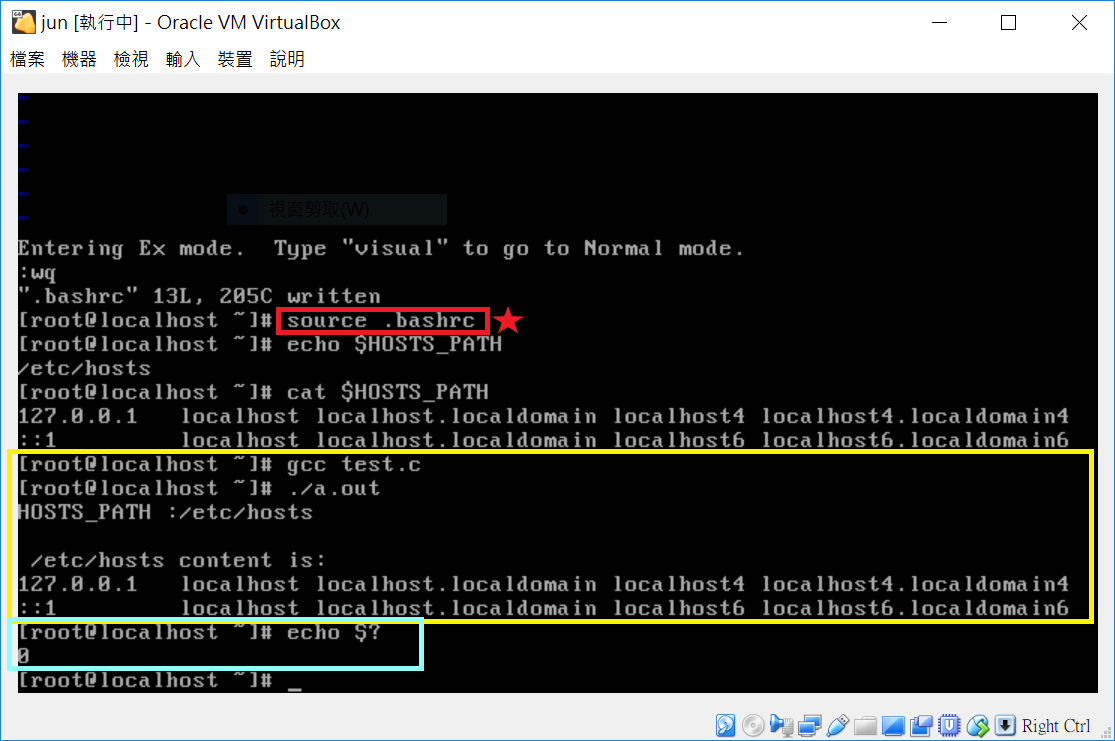 jun [執行中] - Oracle VM VirtualBox
檔案 機器 檢視 輸入 裝置 說明
~
~
~
~
~
~
視窗剪取(W)
Entering Ex mode.  Type "visual" to go to Normal mode.
:wq
".bashrc" 13L, 205C written
[root@localhost ~]# source .bashrc
[root@localhost ~]# echo $HOSTS_PATH
/etc/hosts
[root@localhost ~]# cat $HOSTS_PATH
127.0.0.1   localhost localhost.localdomain localhost4 localhost4.localdomain4
::1         localhost localhost.localdomain localhost6 localhost6.localdomain6
[root@localhost ~]# gcc test.c
[root@localhost ~]# ./a.out
HOSTS_PATH :/etc/hosts
 /etc/hosts content is:
127.0.0.1   localhost localhost.localdomain localhost4 localhost4.localdomain4
::1         localhost localhost.localdomain localhost6 localhost6.localdomain6
[root@localhost ~]# echo $?
0
[root@localhost ~]# _
Right Ctrl